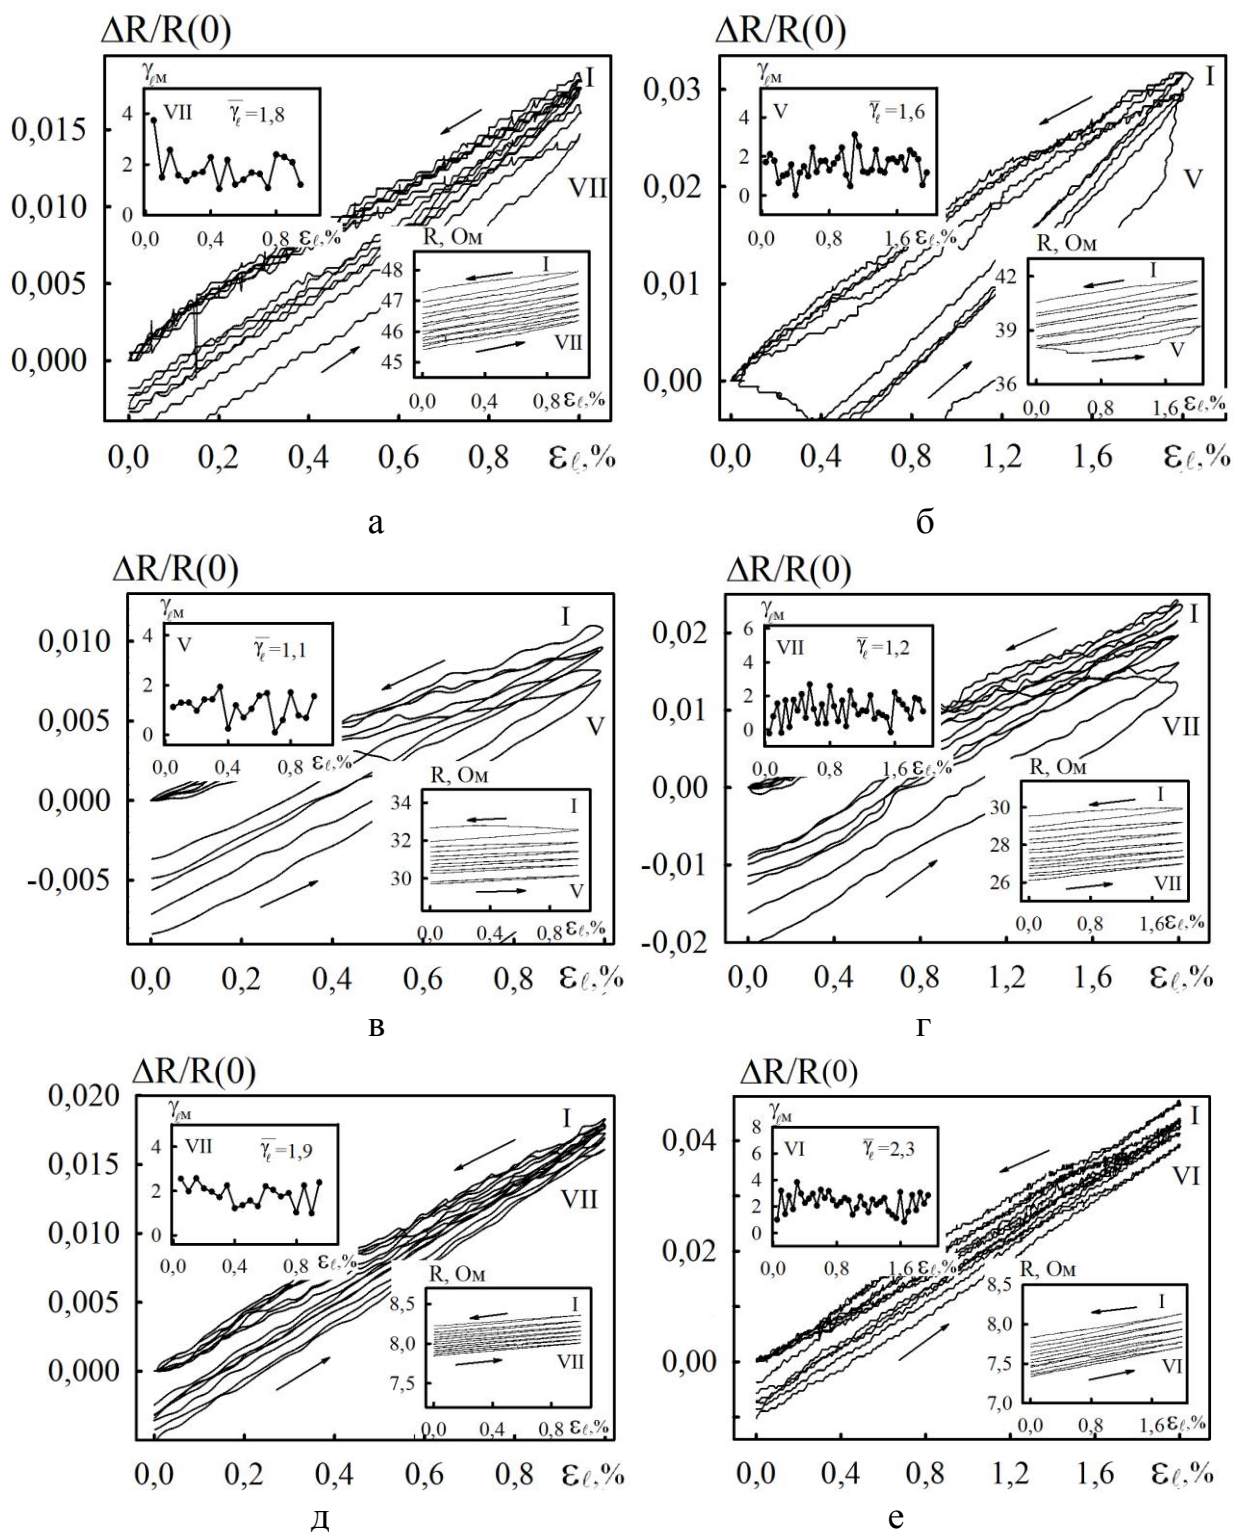 ΔR/R(0)
γℓм
VII
γ̅ℓ=1,8
4
2
0
0,0
0,4
0,8
εℓ,%
I
VII
R, Ом
48
47
46
45
I
VII
0,0
0,4
0,8
εℓ,%
0,015
0,010
0,005
0,000
0,0
0,2
0,4
0,6
0,8
εℓ,%
а
ΔR/R(0)
γℓм
V
γ̅ℓ=1,6
4
2
0
0,0
0,8
1,6
εℓ,%
I
V
R, Ом
42
39
36
I
V
0,0
0,8
1,6
εℓ,%
0,03
0,02
0,01
0,00
0,0
0,4
0,8
1,2
1,6
εℓ,%
б
ΔR/R(0)
γℓм
V
γ̅ℓ=1,1
4
2
0
0,0
0,4
0,8
εℓ,%
I
V
R, Ом
34
32
30
I
V
0,0
0,4
0,8
εℓ,%
0,010
0,005
0,000
-0,005
0,0
0,2
0,4
0,6
0,8
εℓ,%
в
ΔR/R(0)
γℓм
VII
γ̅ℓ=1,2
6
4
2
0
0,0
0,8
1,6
εℓ,%
I
VII
R, Ом
30
28
26
I
VII
0,0
0,8
1,6
εℓ,%
0,02
0,01
0,00
-0,01
-0,02
0,0
0,4
0,8
1,2
1,6
εℓ,%
г
ΔR/R(0)
γℓм
VII
γ̅ℓ=1,9
4
2
0
0,0
0,4
0,8
εℓ,%
I
VII
R, Ом
8,5
8,0
7,5
I
VII
0,0
0,4
0,8
εℓ,%
0,020
0,015
0,010
0,005
0,000
0,0
0,2
0,4
0,6
0,8
εℓ,%
д
ΔR/R(0)
γℓм
VI
γ̅ℓ=2,3
8
6
4
2
0
0,0
0,8
1,6
εℓ,%
I
VI
R, Ом
8,5
8,0
7,5
7,0
I
VI
0,0
0,8
1,6
εℓ,%
0,04
0,02
0,00
0,0
0,4
0,8
1,2
1,6
εℓ,%
е